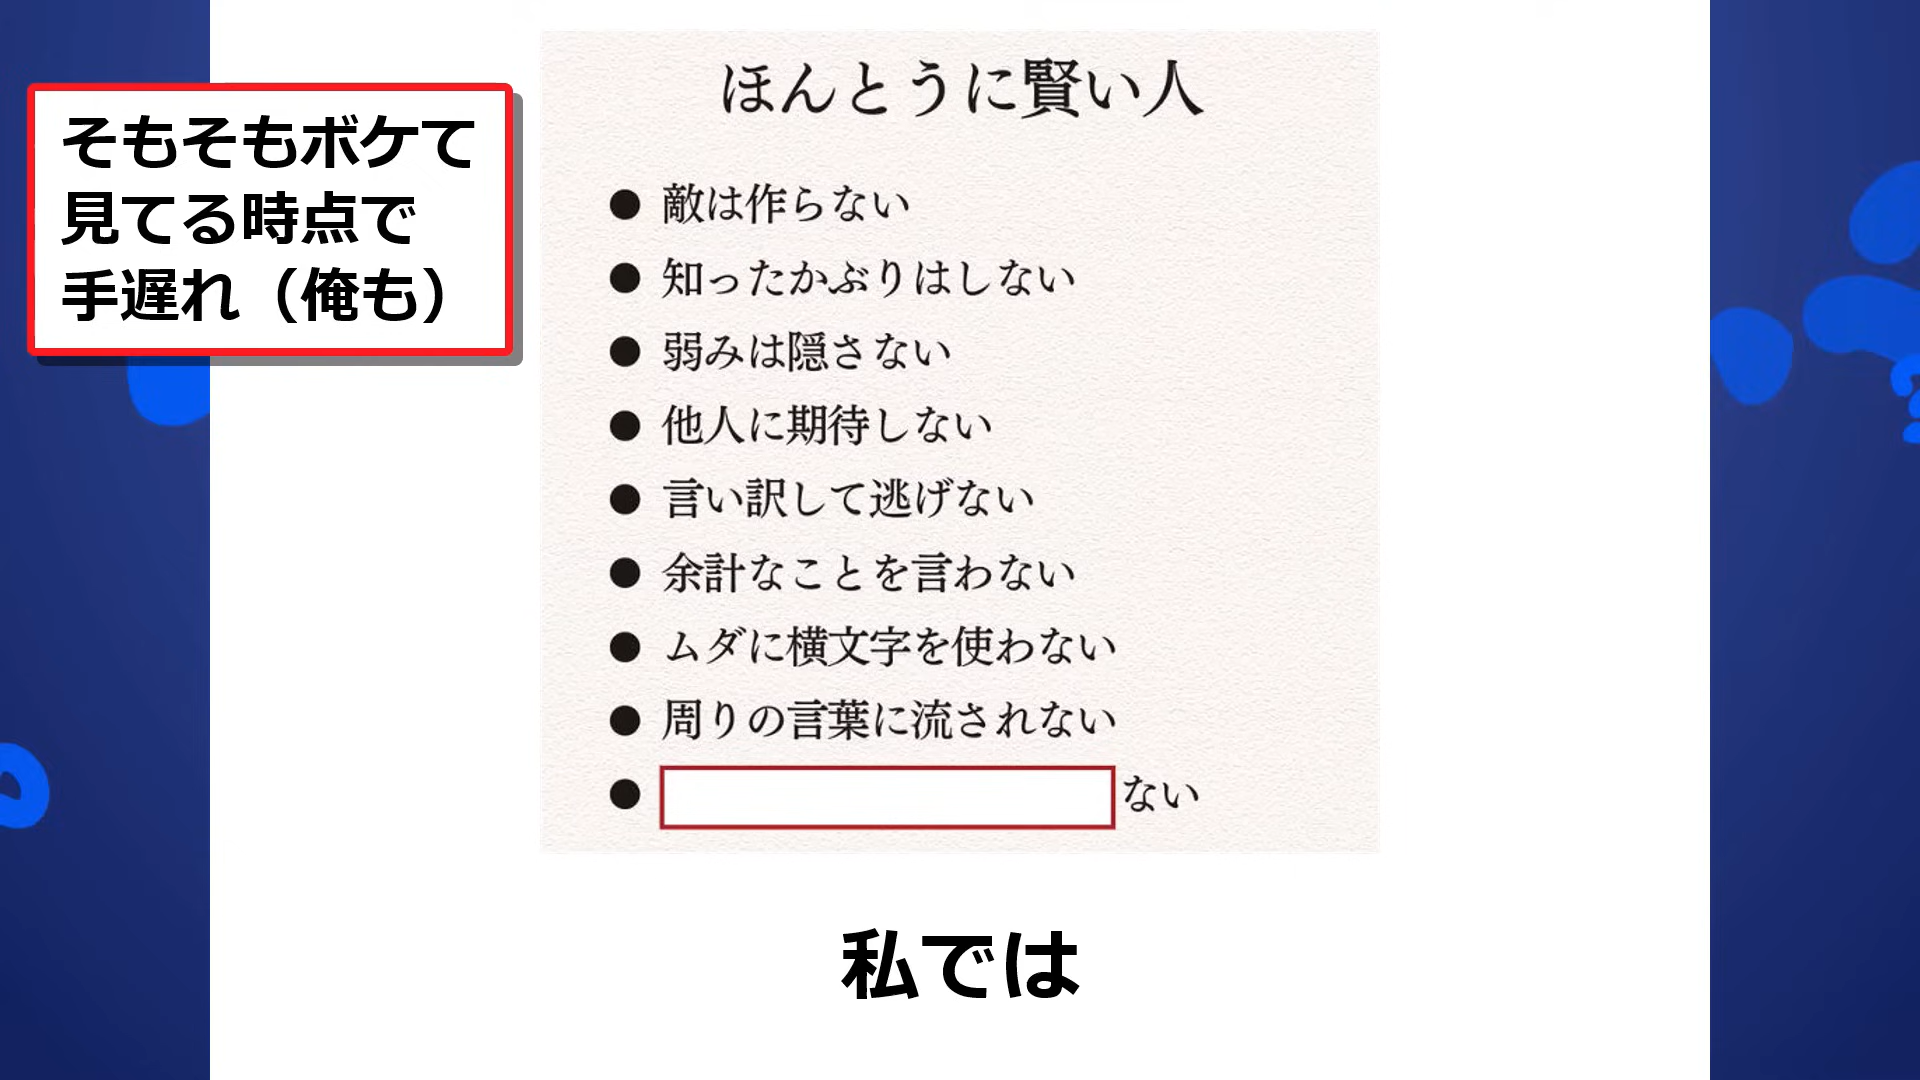 そもそもボケて
見てる時点で
手遅れ（俺も）
ほんとうに賢い人
● 敵は作らない
● 知ったかぶりはしない
● 弱みは隠さない
● 他人に期待しない
● 言い訳して逃げない
● 余計なことを言わない
● ムダに横文字を使わない
● 周りの言葉に流されない
● ない
私では